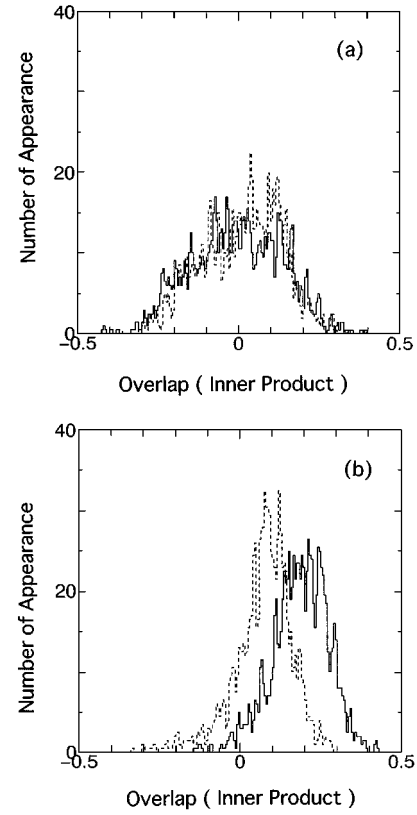 40
(a)
Number of Appearance
20
0
−0.5 0 0.5
Overlap ( Inner Product )
40
(b)
Number of Appearance
20
0
−0.5 0 0.5
Overlap ( Inner Product )